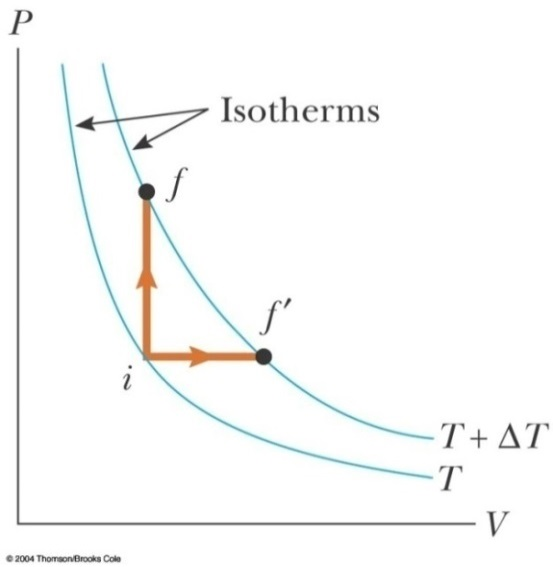 P
Isotherms
f
f′
i
T + ΔT
T
V
© 2004 Thomson/Brooks Cole